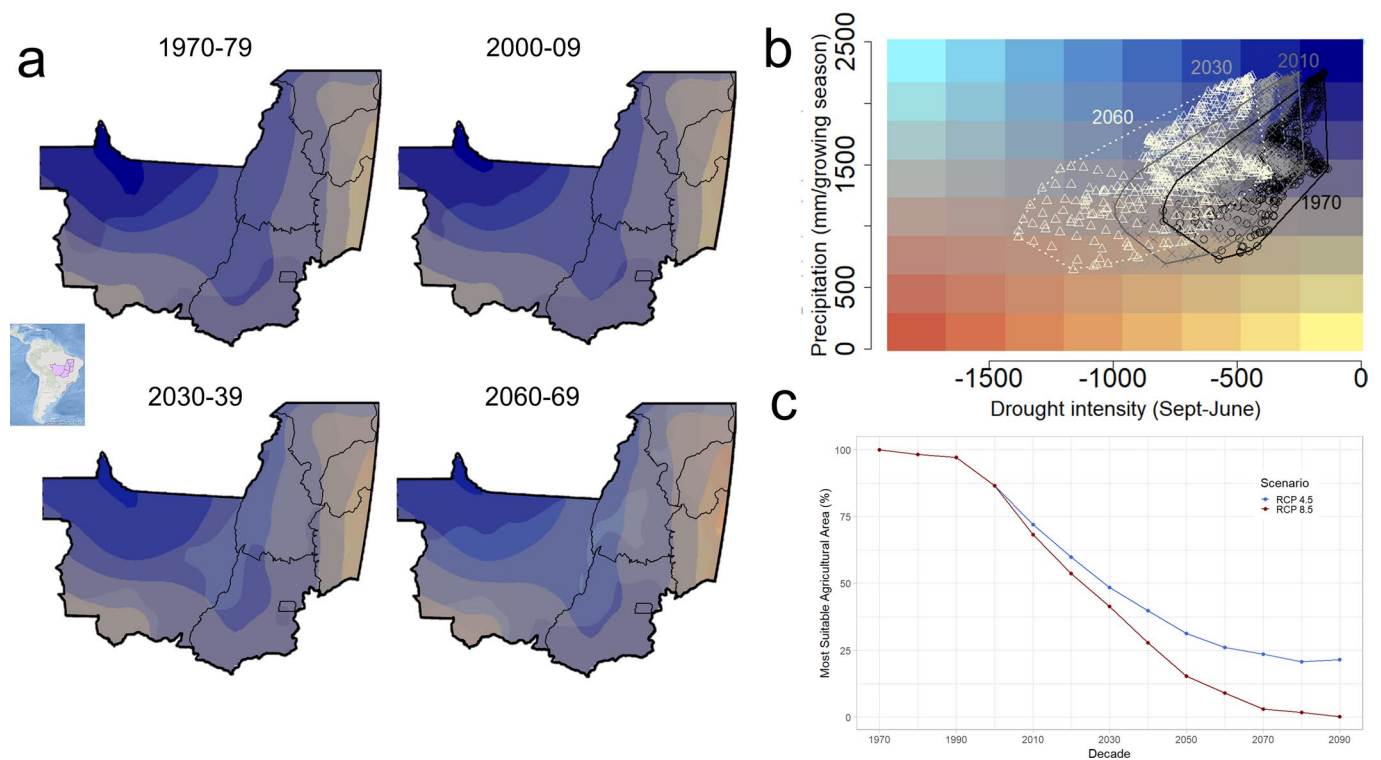 a
1970-79
2000-09
2030-39
2060-69
b
Precipitation (mm/growing season)
2500
1500
500
0
2030
2010
2060
1970
-1500
-1000
-500
0
Drought intensity (Sept-June)
c
Most Suitable Agricultural Area (%)
100
75
50
25
0
Scenario
RCP 4.5
RCP 8.5
1970
1990
2010
2030
2050
2070
2090
Decade